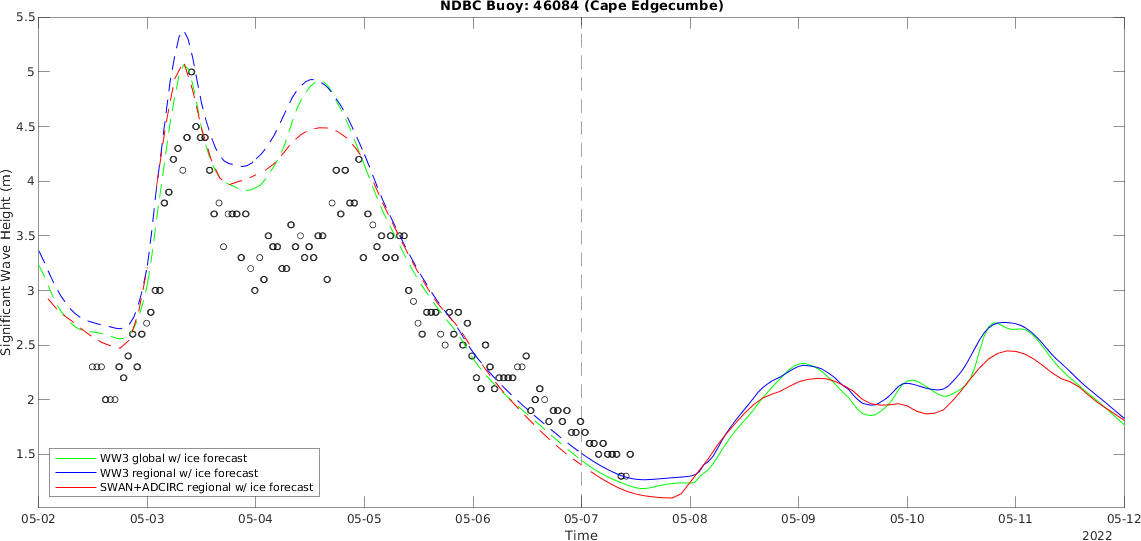 NDBC Buoy: 46084 (Cape Edgecumbe)
5.5
5
4.5
4
3.5
3
2.5
2
1.5
Significant Wave Height (m)
WW3 global w/ ice forecast
WW3 regional w/ ice forecast
SWAN+ADCIRC regional w/ ice forecast
05-02 05-03 05-04 05-05 05-06 05-07 05-08 05-09 05-10 05-11 05-12
Time
2022